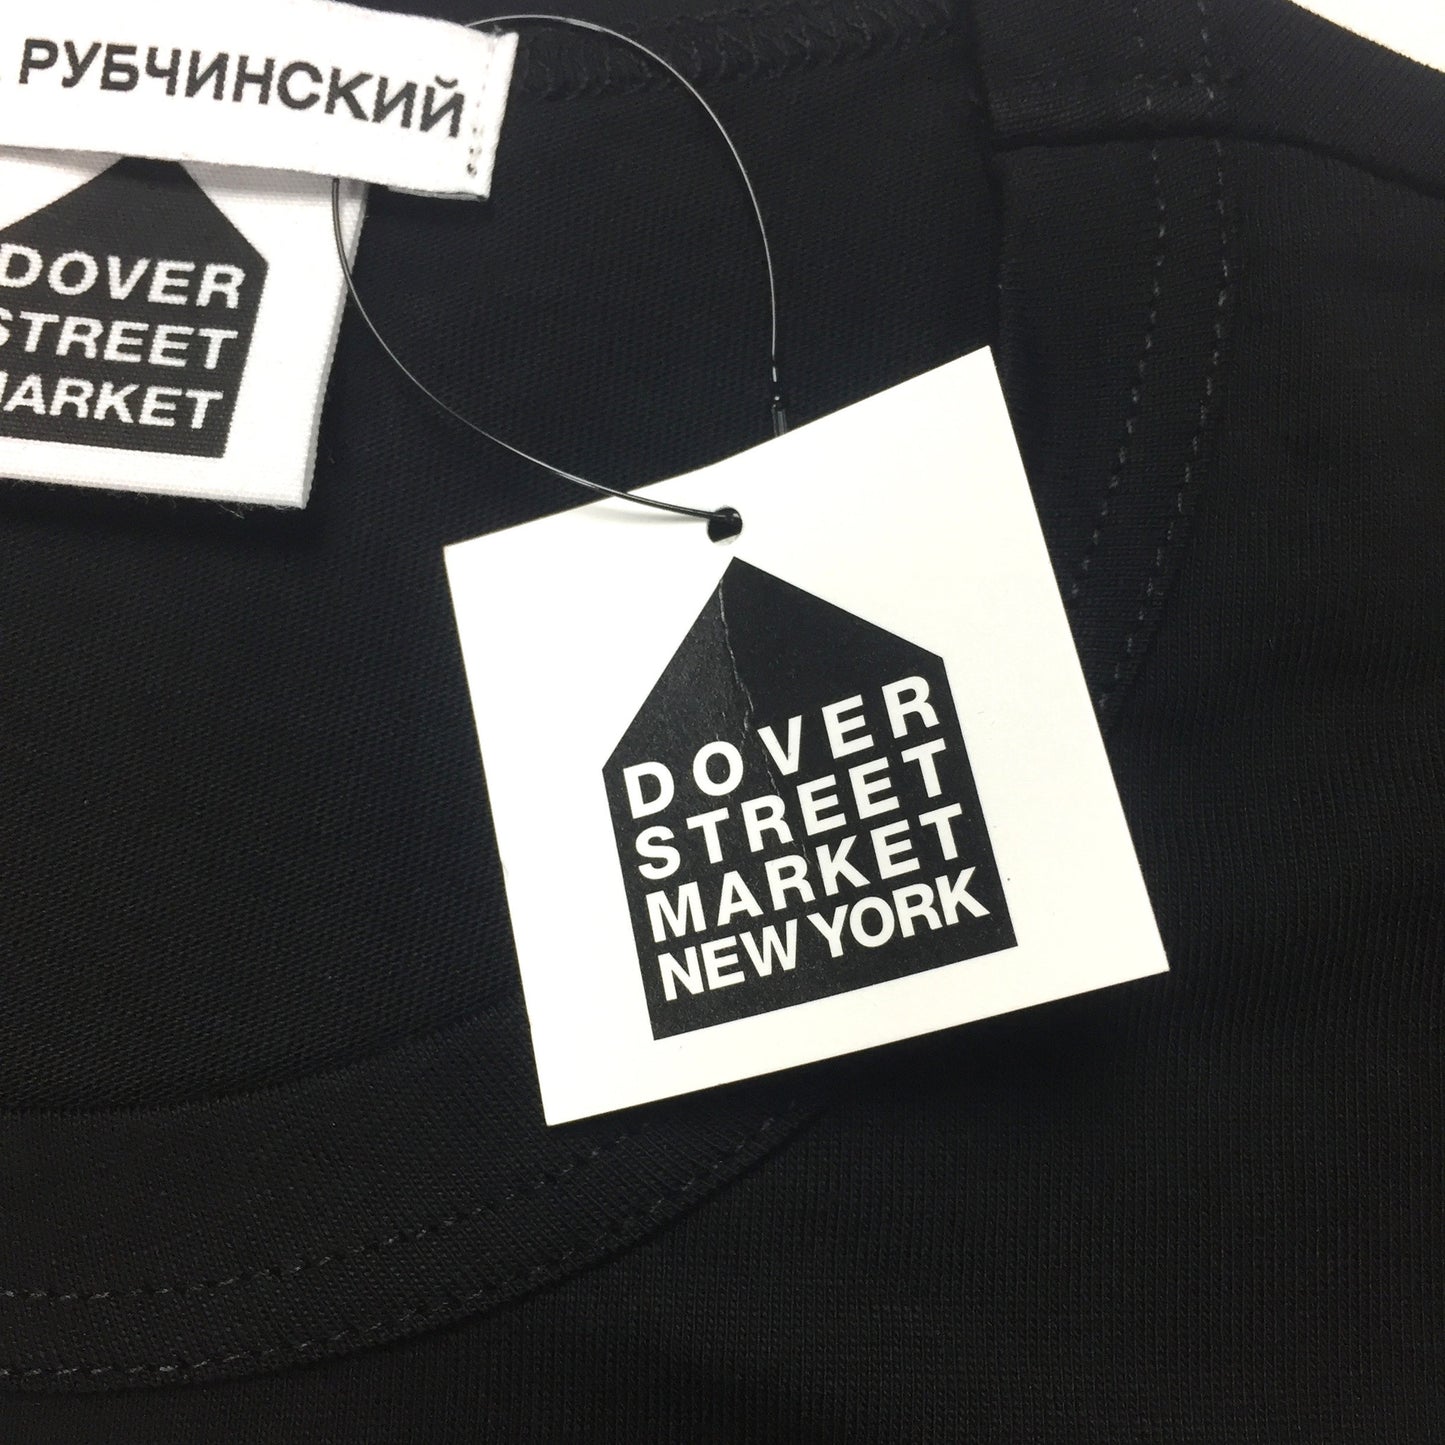 РУБЧИНСКИЙ
DOVER
STREET
MARKET
DOVER
STREET
MARKET
NEW YORK